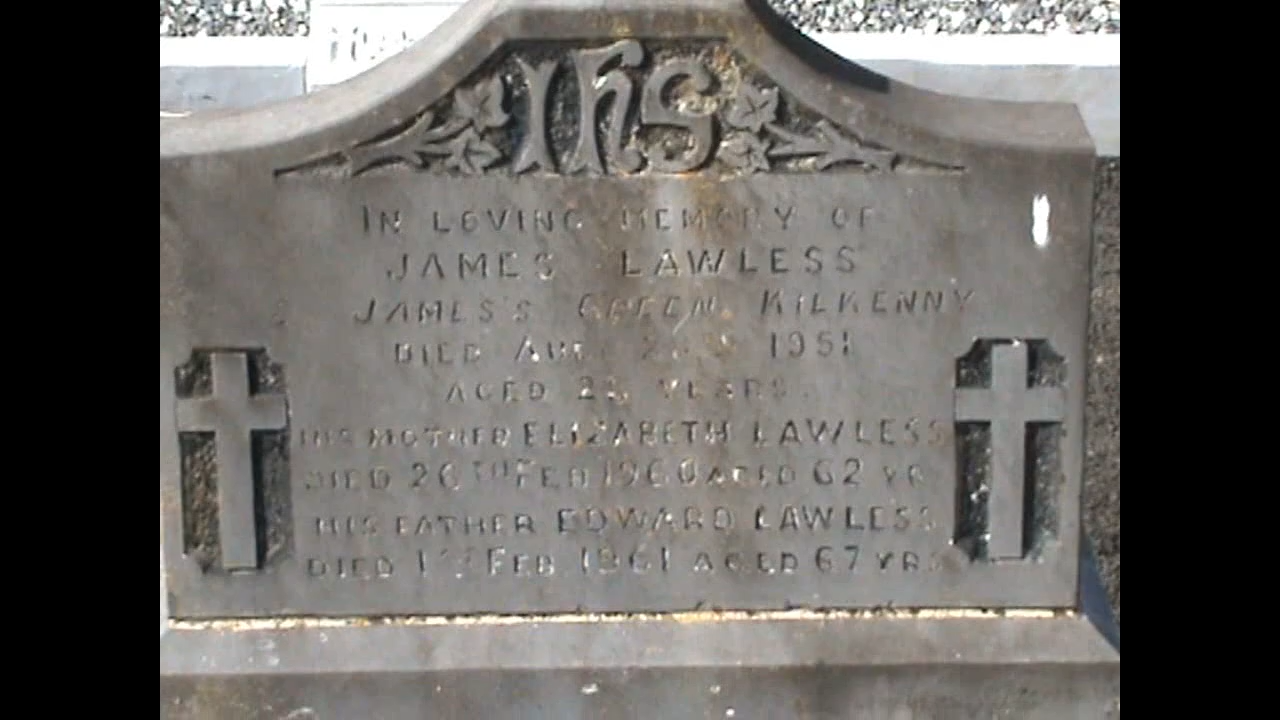 IHS
IN LOVING MEMORY OF
JAMES LAWLESS
JAMES'S GREEN KILKENNY
DIED AUG. 1951
AGED YEARS.
HIS MOTHER ELIZABETH LAWLESS
DIED 26TH FEB 1960 AGED 62 YRS
HIS FATHER EDWARD LAWLESS
DIED FEB. 1961 AGED 67 YRS